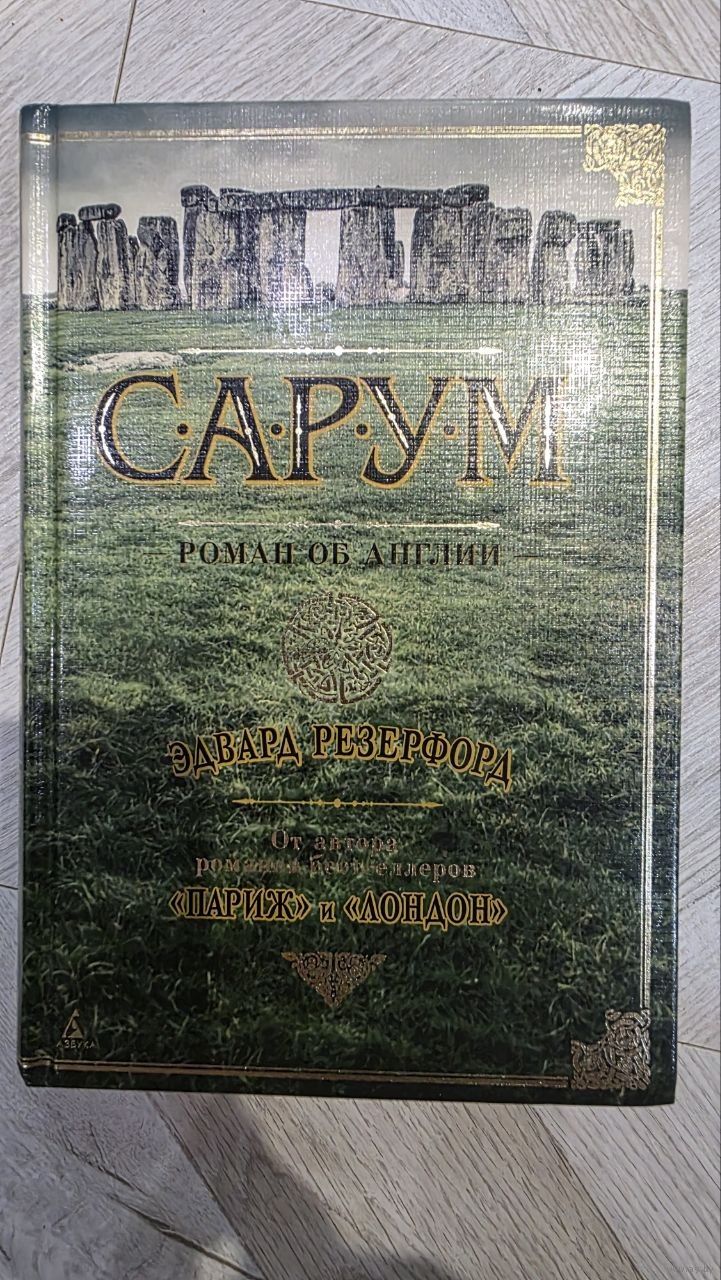 С·А·Р·У·М
РОМАН ОБ АНГЛИИ
ЭДВАРД РЕЗЕРФОРД
От автора
романов-бестселлеров
«ПАРИЖ» и «ЛОНДОН»
АЗБУКА